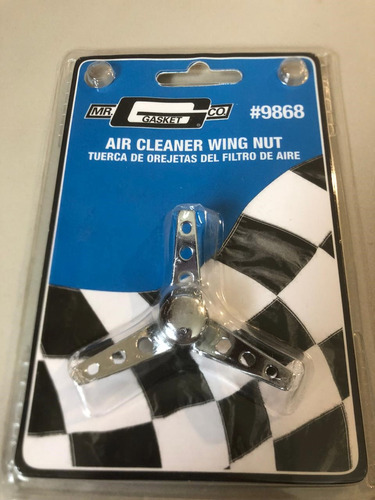 MR GASKET CO
#9868
AIR CLEANER WING NUT
TUERCA DE OREJETAS DEL FILTRO DE AIRE